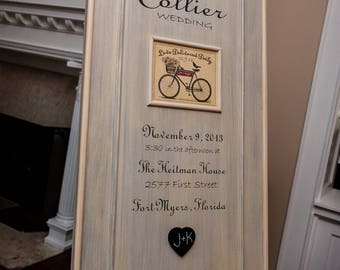 Collier
WEDDING
Love Delivered Daily
November 9, 2013
3:30 in the afternoon at
The Heitman House
2577 First Street
Fort Myers, Florida
J+K